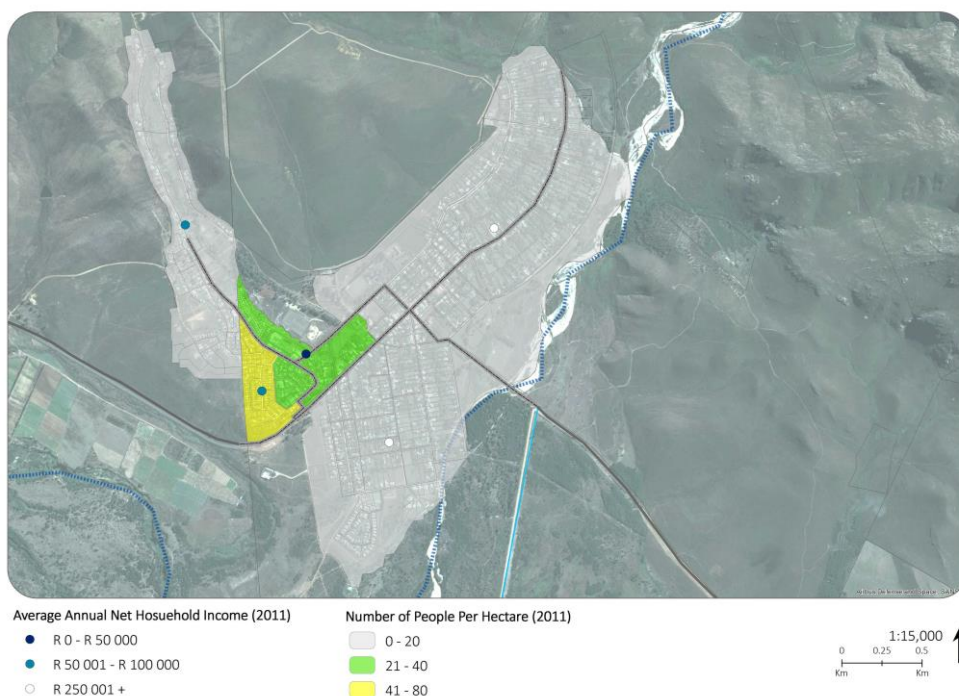 Average Annual Net Hosuehold Income (2011)
R 0 - R 50 000
R 50 001 - R 100 000
R 250 001 +
Number of People Per Hectare (2011)
0 - 20
21 - 40
41 - 80
1:15,000
0 0.25 0.5
Km Km